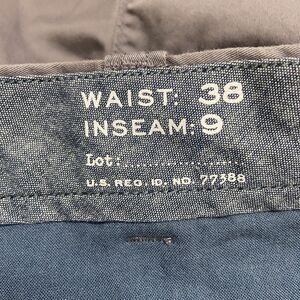 WAIST: 38
INSEAM: 9
Lot:....................
U.S. REG. ID. NO. 77388